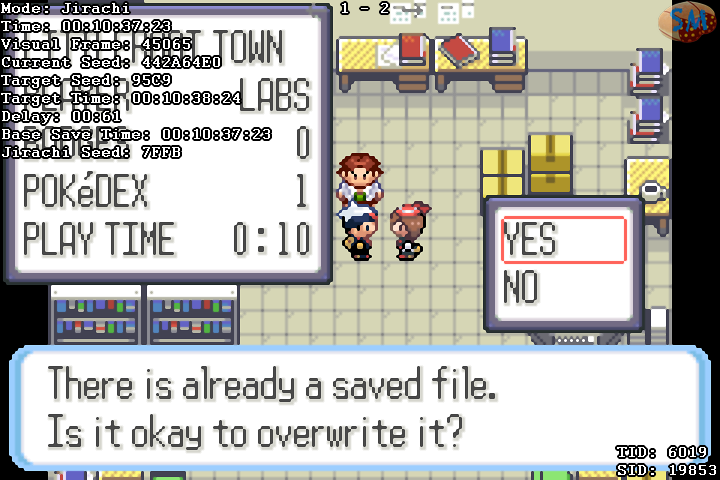 Mode: Jirachi
1 - 2
SM
Time: 00:10:37:23
Visual Frame: 45065
TOWN
Current Seed: 442A64E0
Target Seed: 95C9
Target Time: 00:10:38:24
LABS
Delay: 00:61
Base Save Time: 00:10:37:23
0
Jirachi Seed: 7FFB
POKéDEX 1
PLAY TIME 0:10
YES
NO
There is already a saved file.
Is it okay to overwrite it?
TID: 6019
SID: 19853